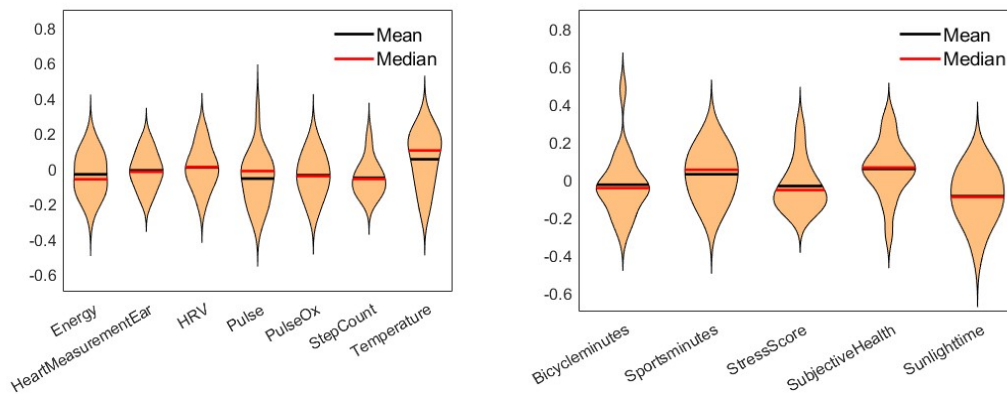 0.8
0.6
0.4
0.2
0
-0.2
-0.4
-0.6
Mean
Median
Energy
HeartMeasurementEar
HRV
Pulse
PulseOx
StepCount
Temperature
0.8
0.6
0.4
0.2
0
-0.2
-0.4
-0.6
Mean
Median
Bicycleminutes
Sportsminutes
StressScore
SubjectiveHealth
Sunlighttime